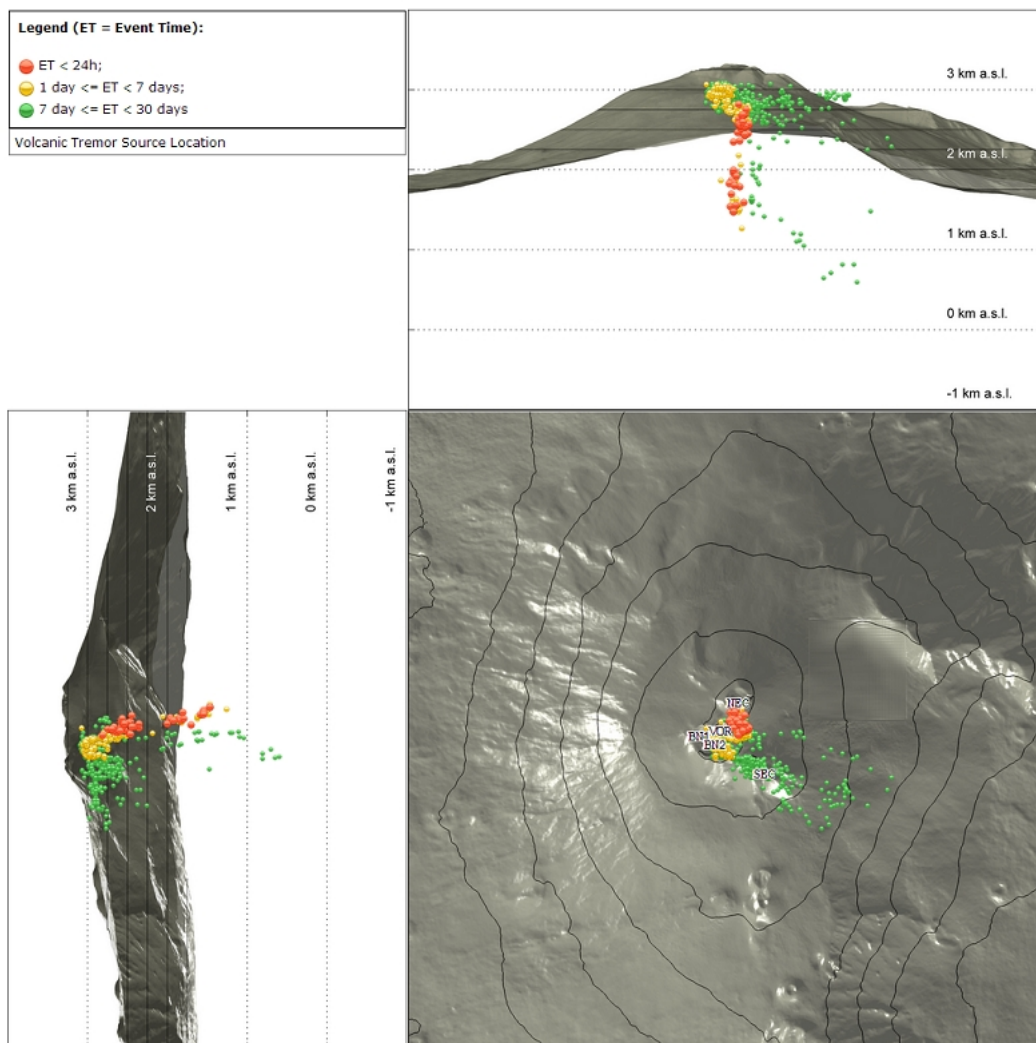 Legend (ET = Event Time):
ET < 24h;
1 day <= ET < 7 days;
7 day <= ET < 30 days
Volcanic Tremor Source Location
3 km a.s.l.
2 km a.s.l.
1 km a.s.l.
0 km a.s.l.
-1 km a.s.l.
3 km a.s.l.
2 km a.s.l.
1 km a.s.l.
0 km a.s.l.
-1 km a.s.l.
NEC
VOR
BN1
BN2
SEC